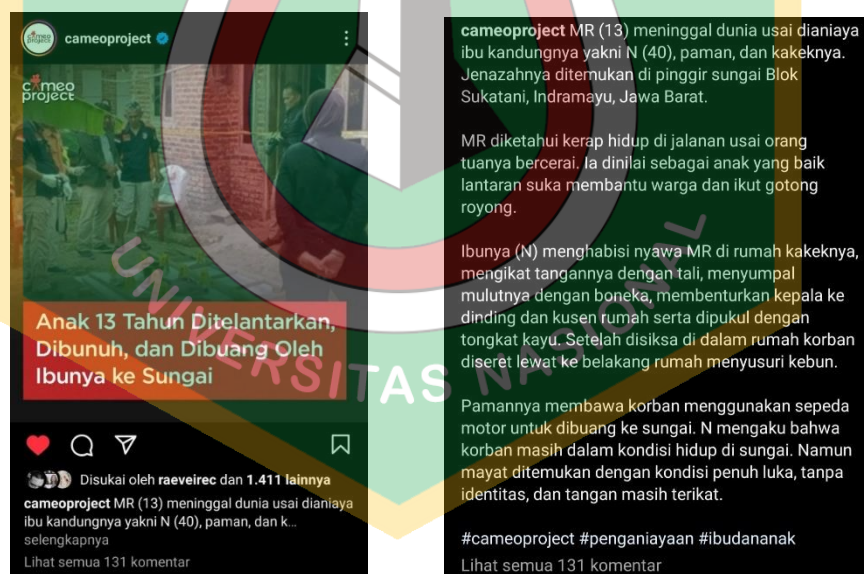 cameoproject
cameo
project
Anak 13 Tahun Ditelantarkan,
Dibunuh, dan Dibuang Oleh
Ibunya ke Sungai
Disukai oleh raeveirec dan 1.411 lainnya
cameoproject MR (13) meninggal dunia usai dianiaya
ibu kandungnya yakni N (40), paman, dan k...
selengkapnya
Lihat semua 131 komentar
cameoproject MR (13) meninggal dunia usai dianiaya
ibu kandungnya yakni N (40), paman, dan kakeknya.
Jenazahnya ditemukan di pinggir sungai Blok
Sukatani, Indramayu, Jawa Barat.
MR diketahui kerap hidup di jalanan usai orang
tuanya bercerai. Ia dinilai sebagai anak yang baik
lantaran suka membantu warga dan ikut gotong
royong.
Ibunya (N) menghabisi nyawa MR di rumah kakeknya,
mengikat tangannya dengan tali, menyumpal
mulutnya dengan boneka, membenturkan kepala ke
dinding dan kusen rumah serta dipukul dengan
tongkat kayu. Setelah disiksa di dalam rumah korban
diseret lewat ke belakang rumah menyusuri kebun.
Pamannya membawa korban menggunakan sepeda
motor untuk dibuang ke sungai. N mengaku bahwa
korban masih dalam kondisi hidup di sungai. Namun
mayat ditemukan dengan kondisi penuh luka, tanpa
identitas, dan tangan masih terikat.
#cameoproject #penganiayaan #ibudananak
Lihat semua 131 komentar
UNIVERSITAS NASIONAL